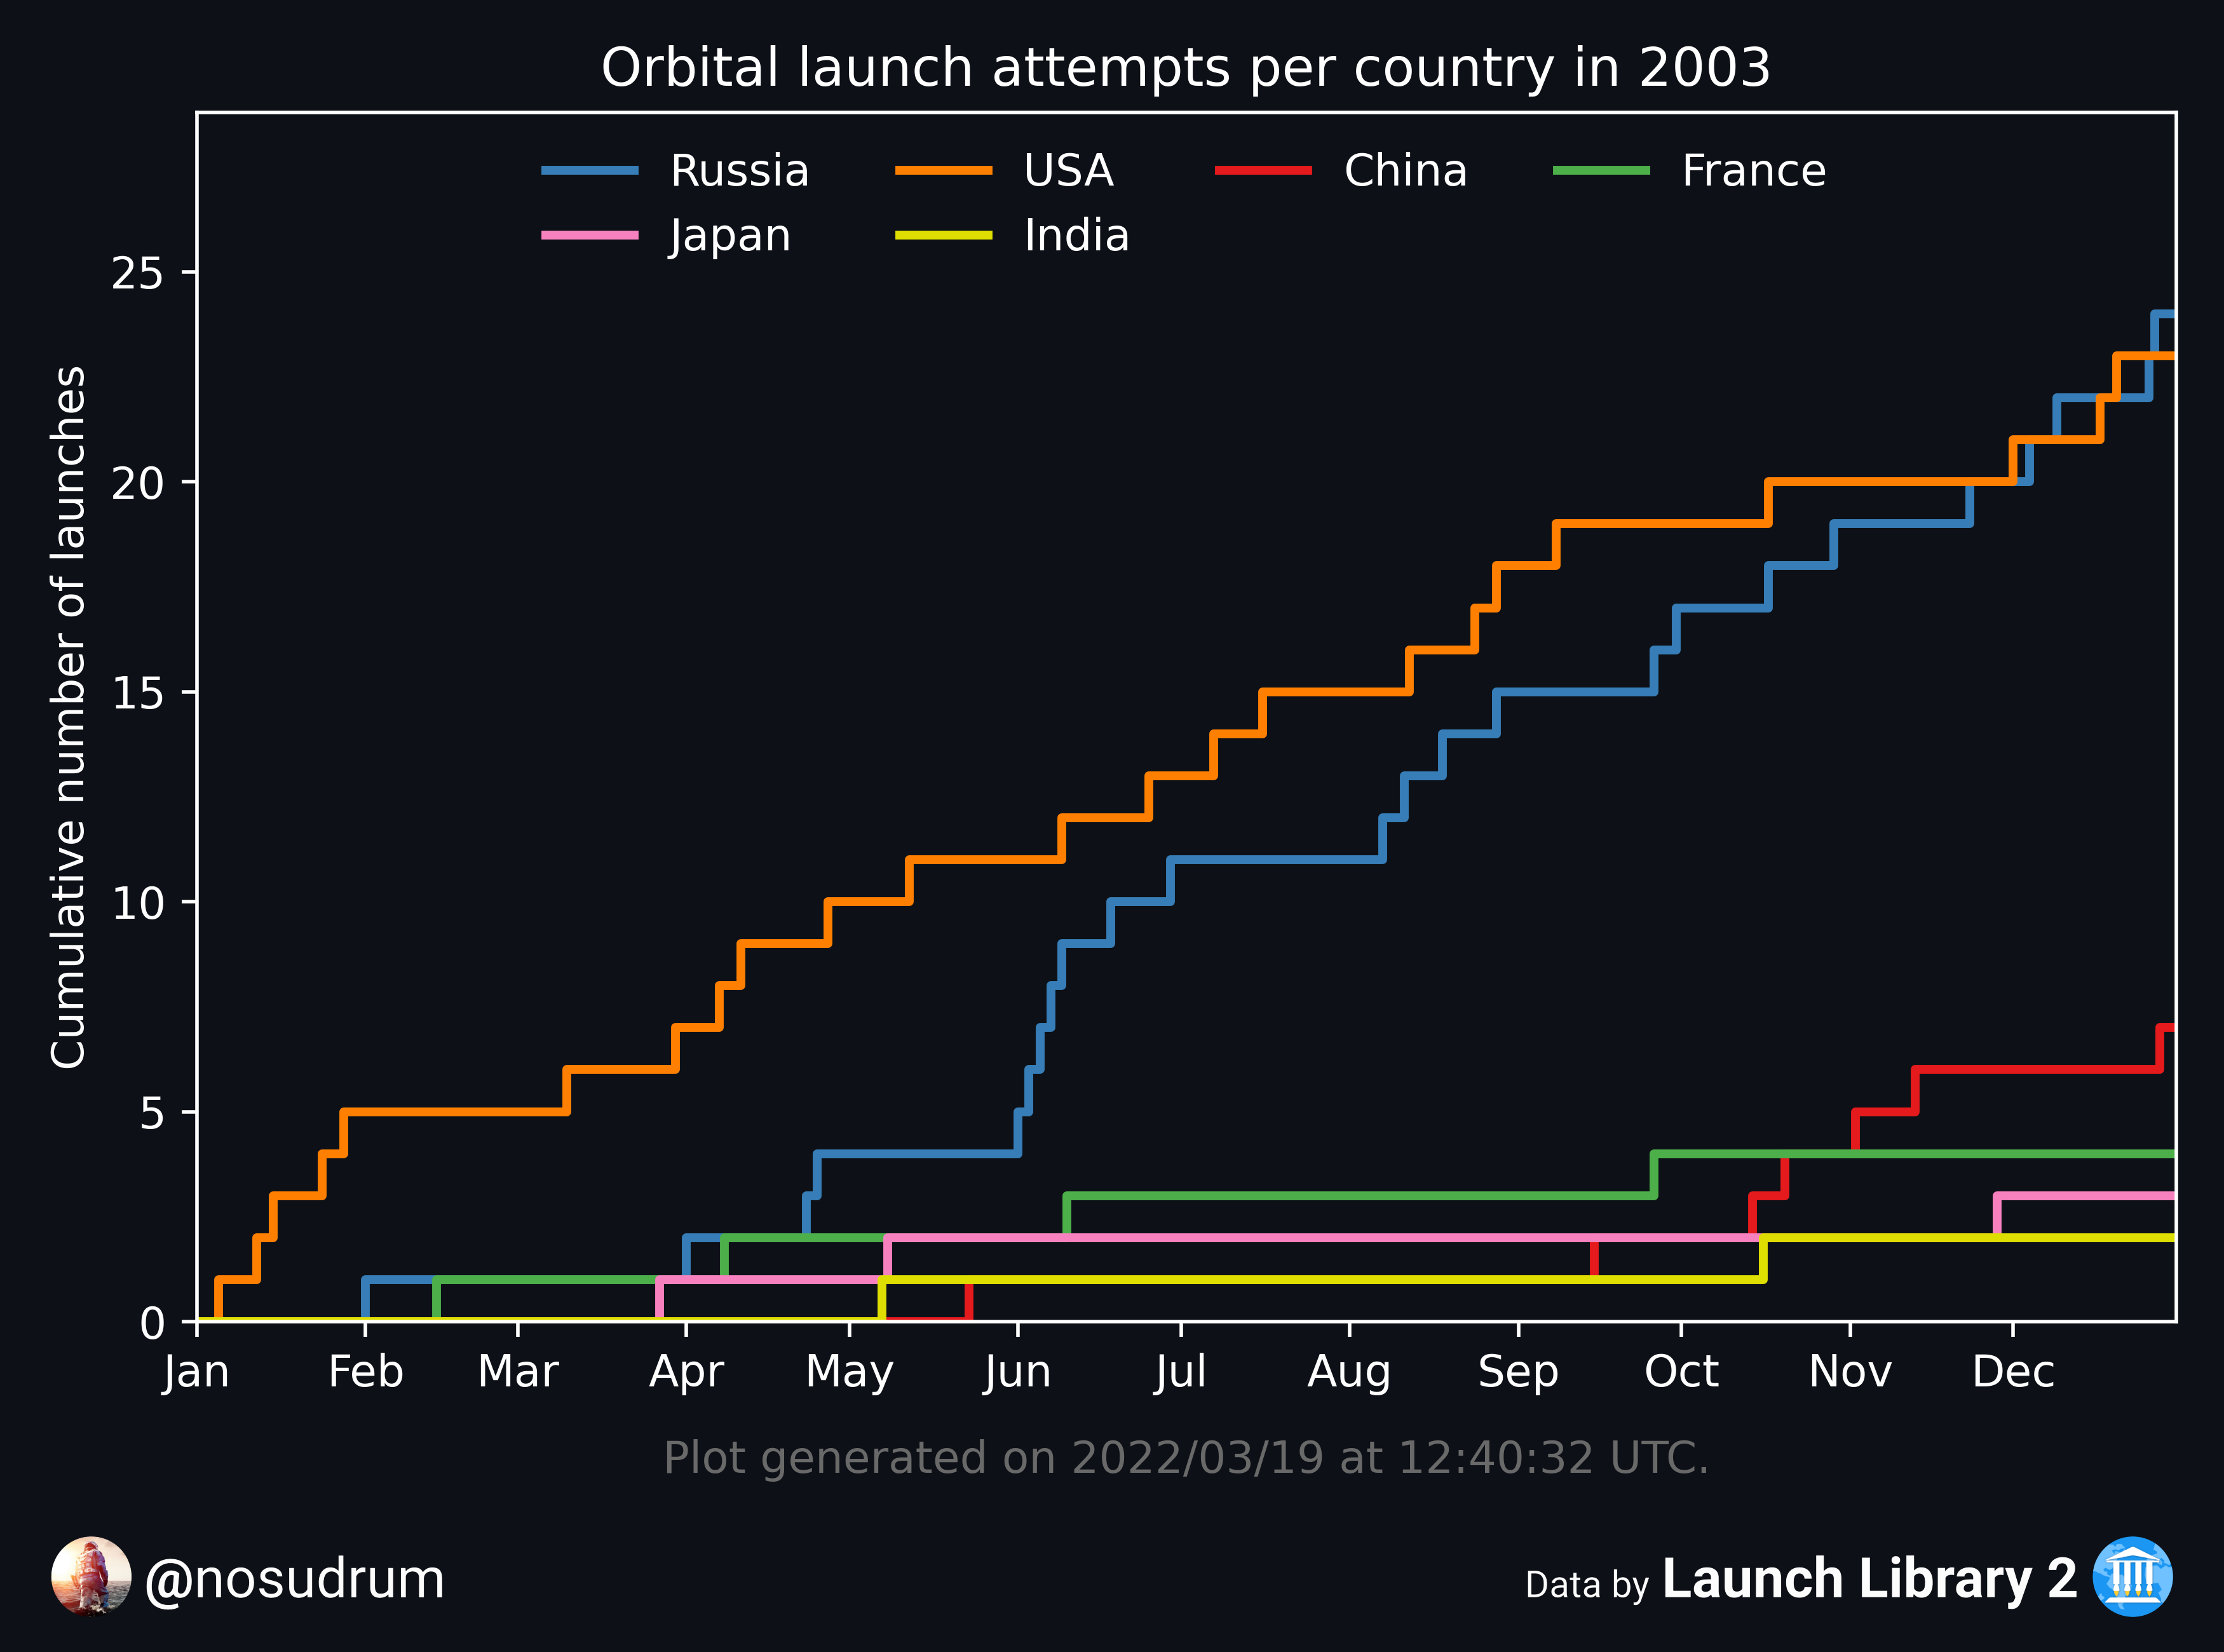 Orbital launch attempts per country in 2003
Russia USA China France
Japan India
Cumulative number of launches
25
20
15
10
5
0
Jan Feb Mar Apr May Jun Jul Aug Sep Oct Nov Dec
Plot generated on 2022/03/19 at 12:40:32 UTC.
@nosudrum
Data by Launch Library 2